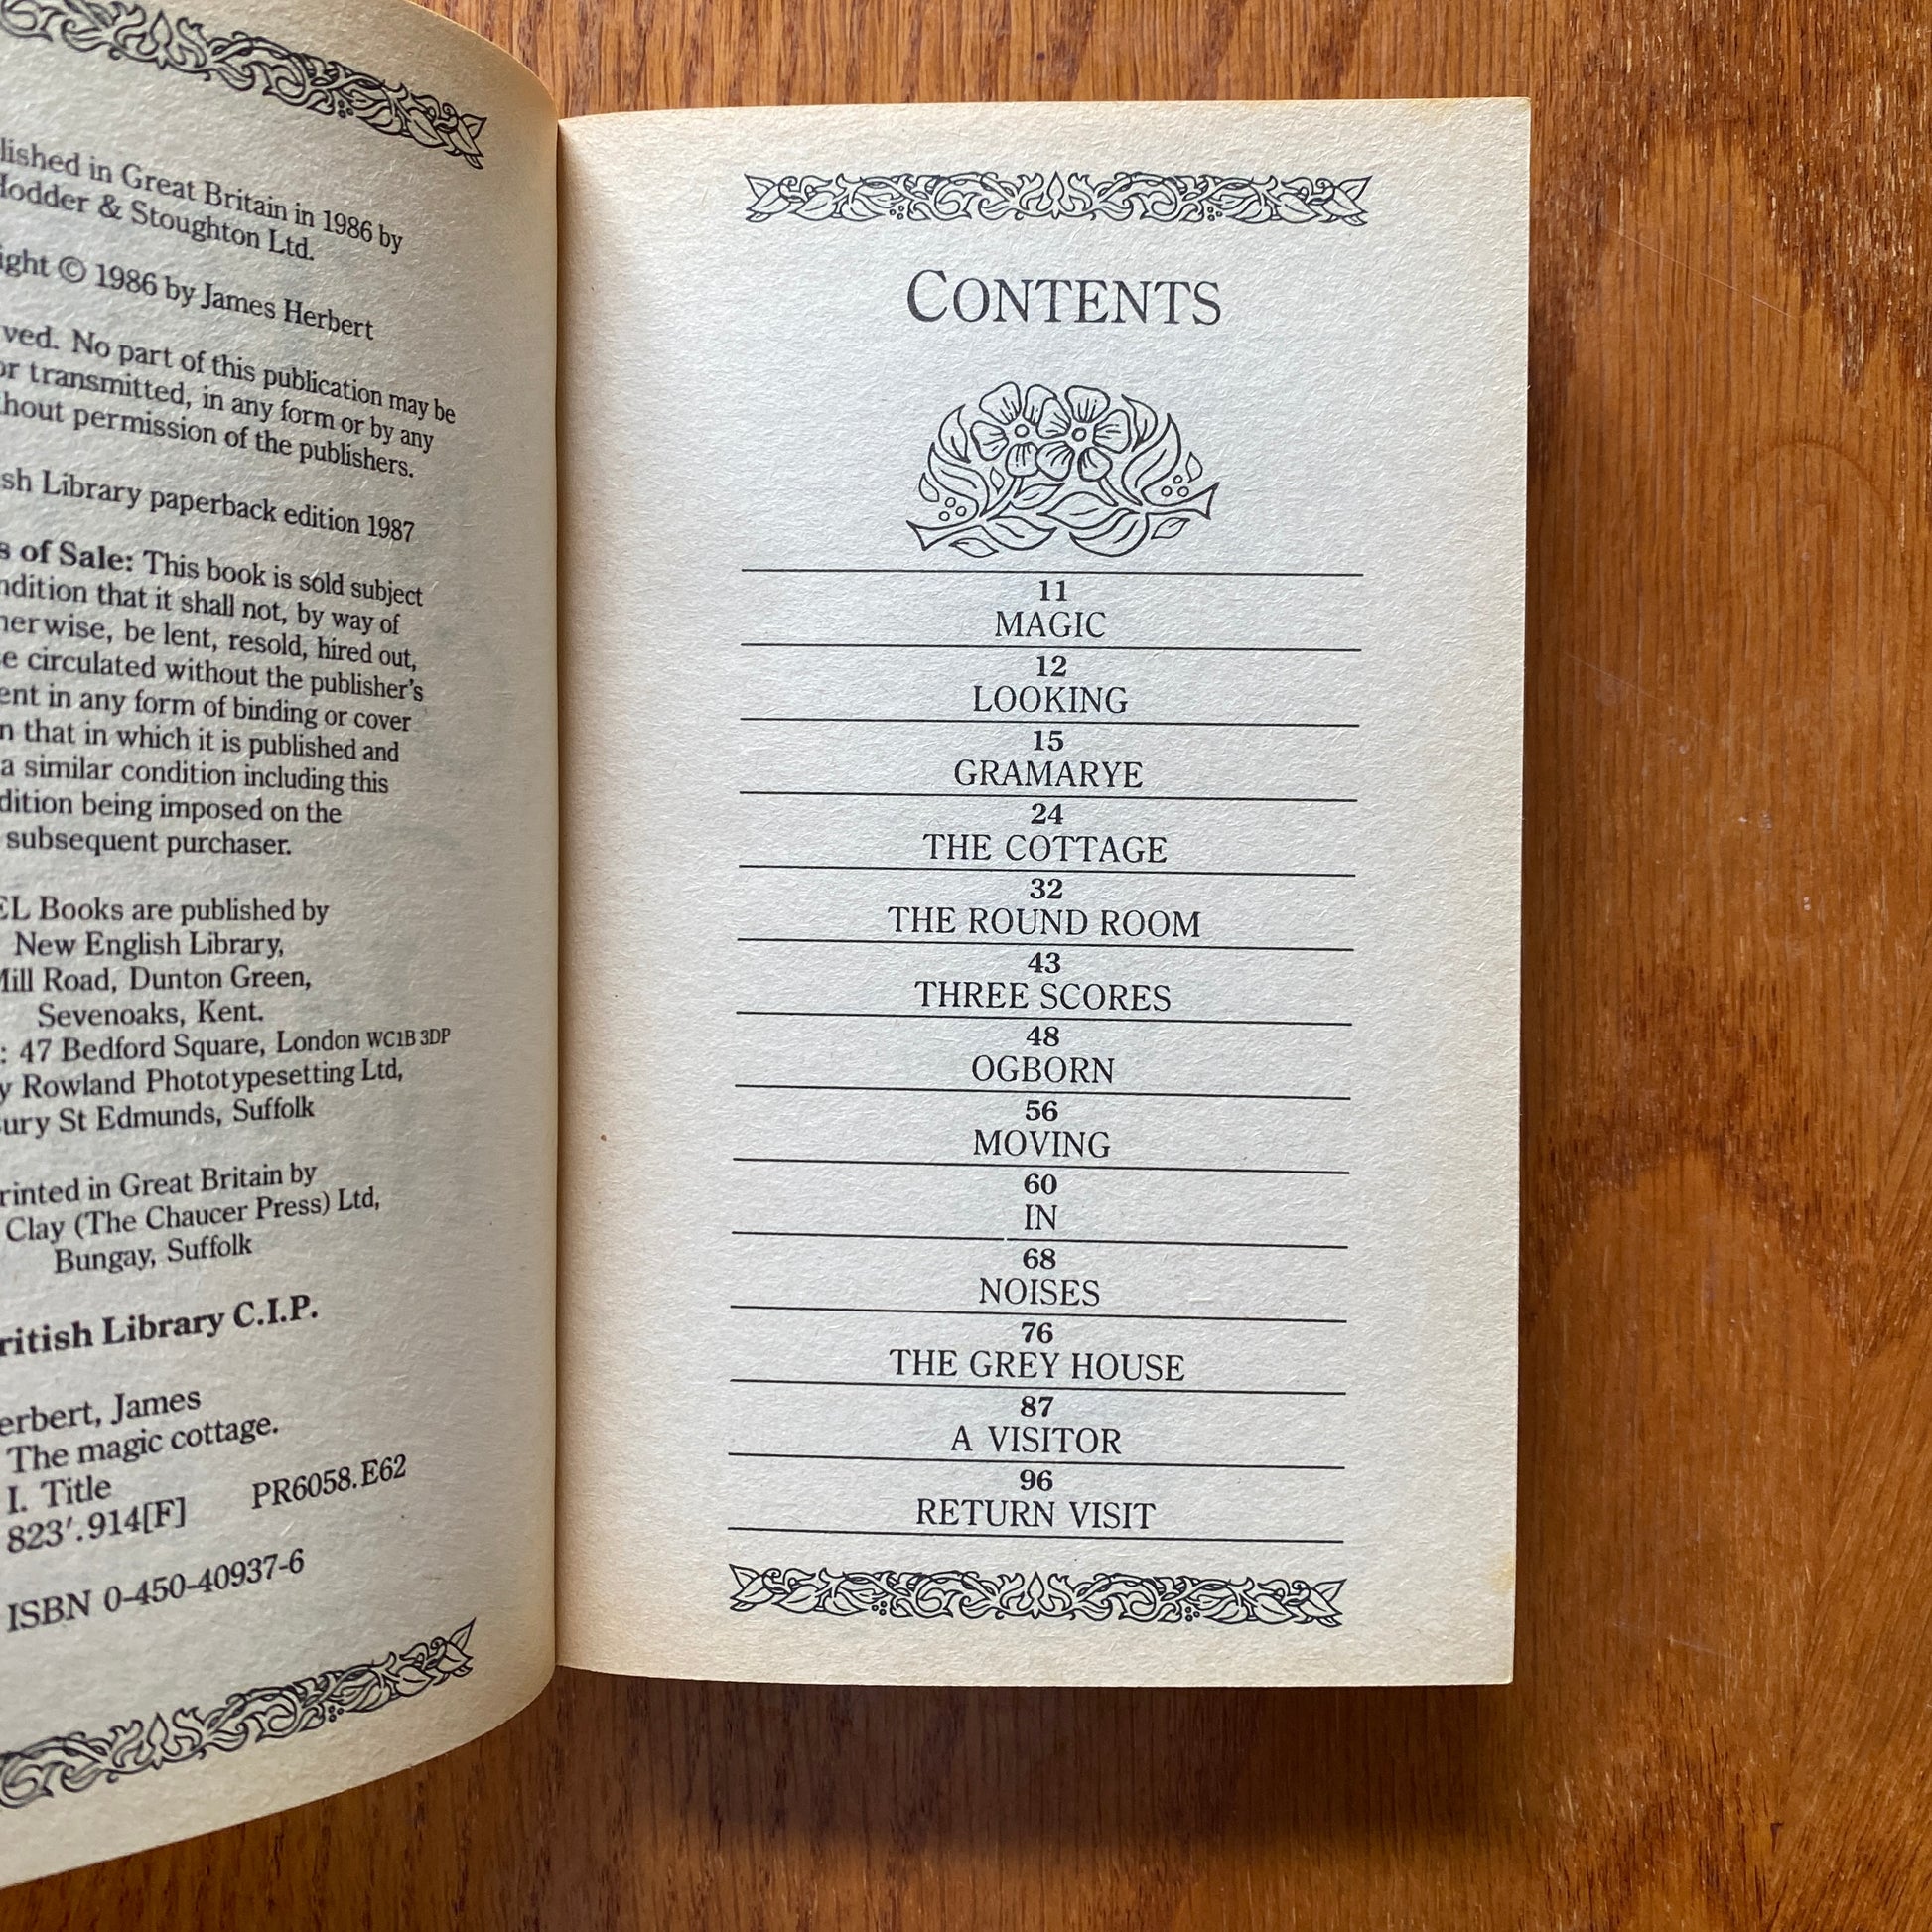 lished in Great Britain in 1986 by
Hodder & Stoughton Ltd.
ight © 1986 by James Herbert
ved. No part of this publication may be
or transmitted, in any form or by any
hout permission of the publishers.
sh Library paperback edition 1987
s of Sale: This book is sold subject
ndition that it shall not, by way of
herwise, be lent, resold, hired out,
e circulated without the publisher's
ent in any form of binding or cover
n that in which it is published and
a similar condition including this
dition being imposed on the
subsequent purchaser.
EL Books are published by
New English Library,
Mill Road, Dunton Green,
Sevenoaks, Kent.
: 47 Bedford Square, London WC1B 3DP
y Rowland Phototypesetting Ltd,
ury St Edmunds, Suffolk
rinted in Great Britain by
Clay (The Chaucer Press) Ltd,
Bungay, Suffolk
ritish Library C.I.P.
erbert, James
The magic cottage.
I. Title
823'.914[F] PR6058.E62
ISBN 0-450-40937-6
CONTENTS
11
MAGIC
12
LOOKING
15
GRAMARYE
24
THE COTTAGE
32
THE ROUND ROOM
43
THREE SCORES
48
OGBORN
56
MOVING
60
IN
68
NOISES
76
THE GREY HOUSE
87
A VISITOR
96
RETURN VISIT